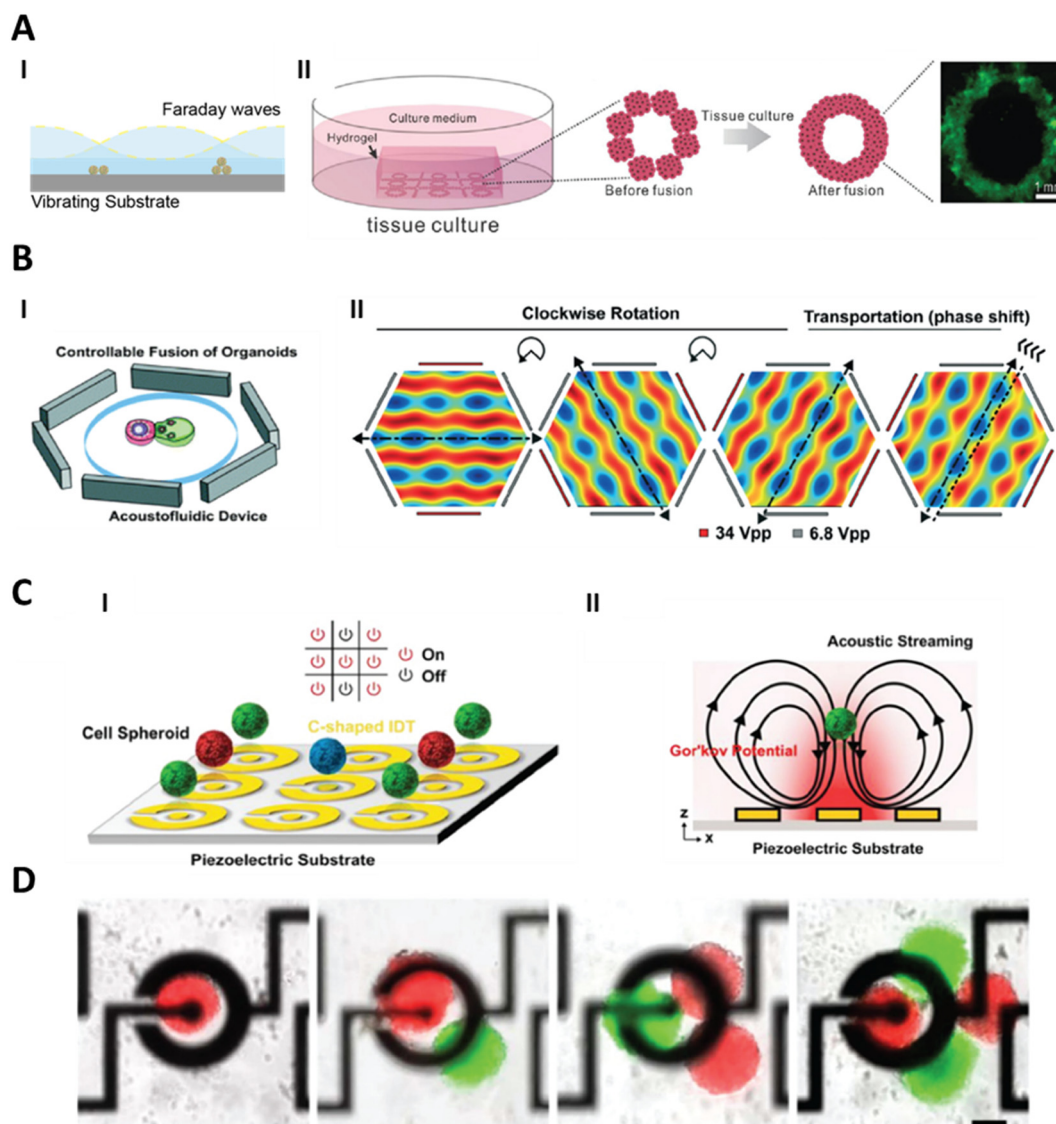 A
I
II
Faraday waves
Vibrating Substrate
Culture medium
Hydrogel
tissue culture
Before fusion
Tissue culture
After fusion
B
I
II
Controllable Fusion of Organoids
Acoustofluidic Device
Clockwise Rotation
Transportation (phase shift)
34 Vpp
6.8 Vpp
C
I
II
On
Off
Cell Spheroid
C-shaped IDT
Piezoelectric Substrate
Acoustic Streaming
Gor'kov Potential
z
x
Piezoelectric Substrate
D